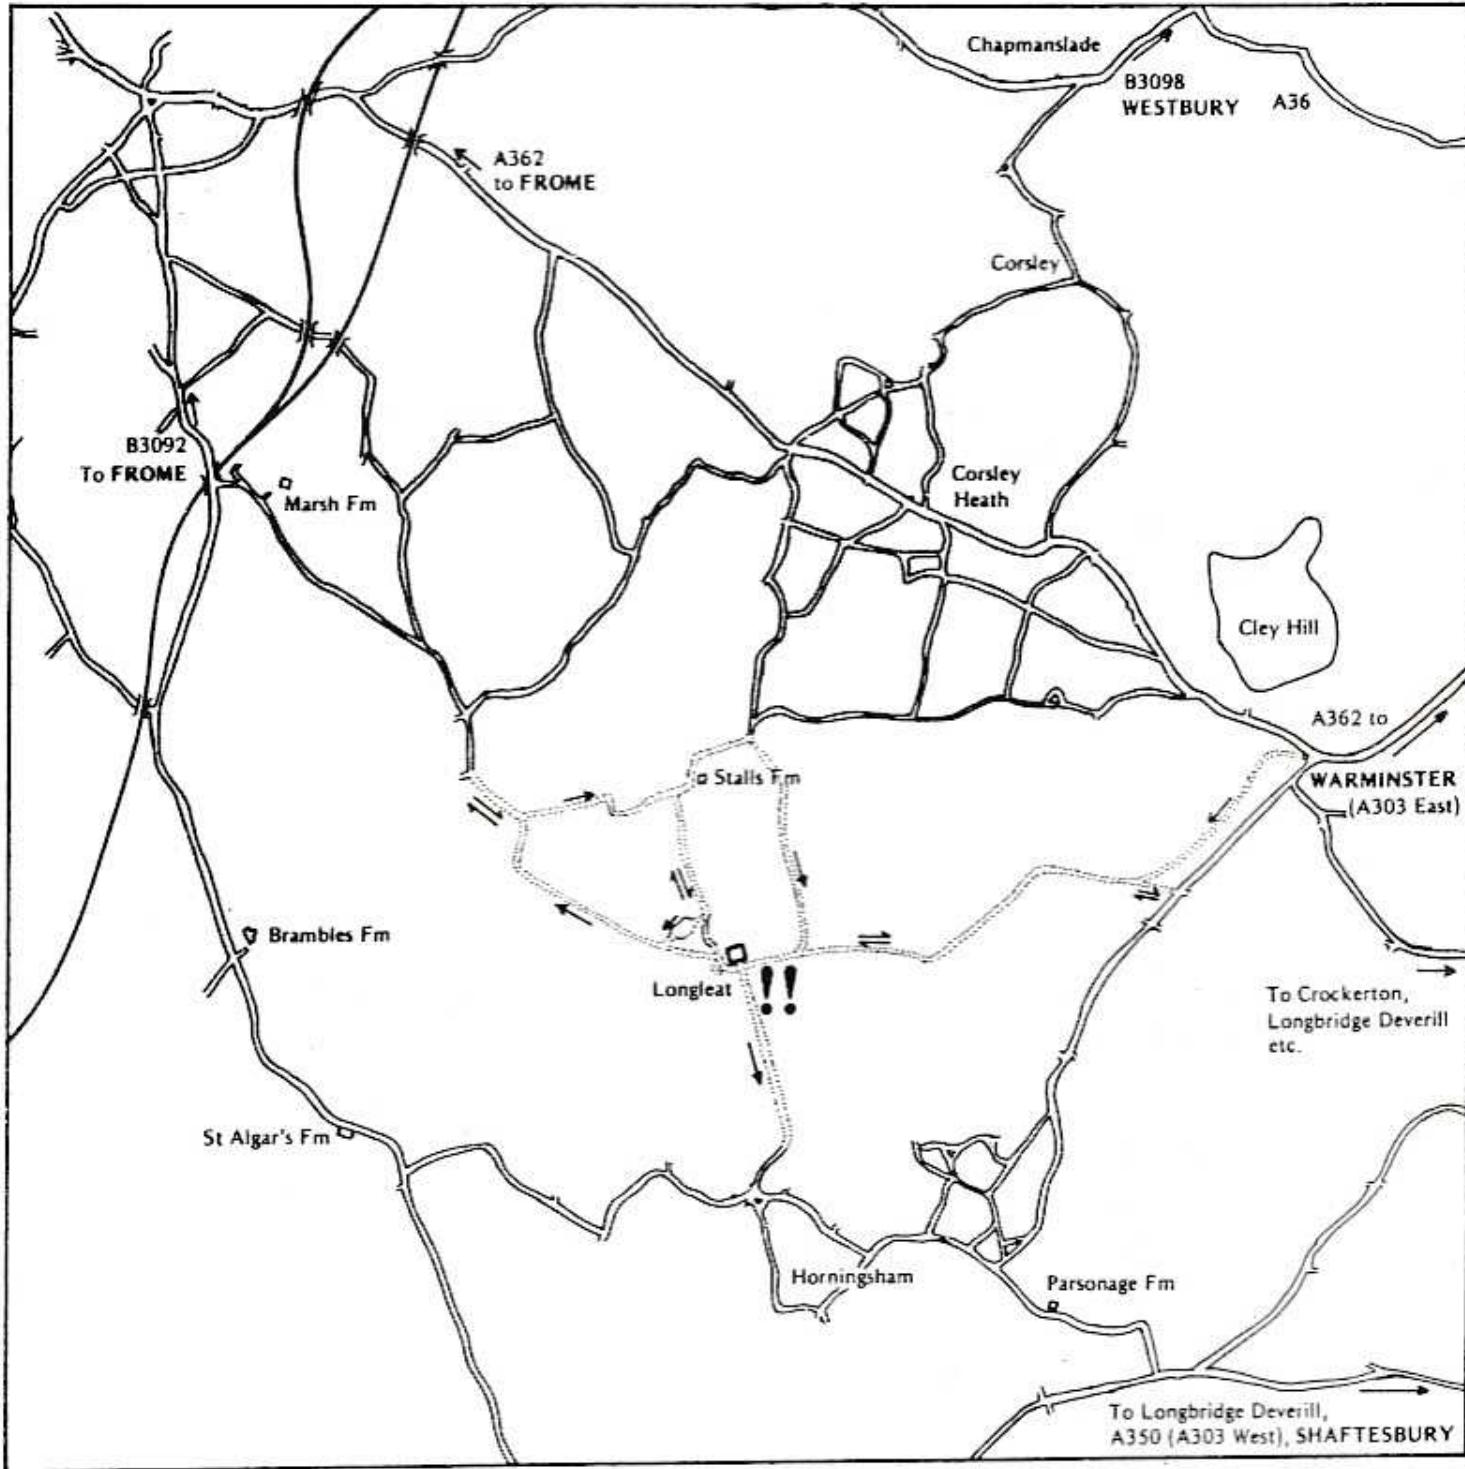 Chapmanslade
B3098
WESTBURY
A36
A362
to FROME
Corsley
B3092
To FROME
Marsh Fm
Corsley
Heath
Cley Hill
A362 to
WARMINSTER
(A303 East)
Stalls Fm
Brambles Fm
Longleat
!!
To Crockerton,
Longbridge Deverill
etc.
St Algar's Fm
Horningsham
Parsonage Fm
To Longbridge Deverill,
A350 (A303 West), SHAFTESBURY